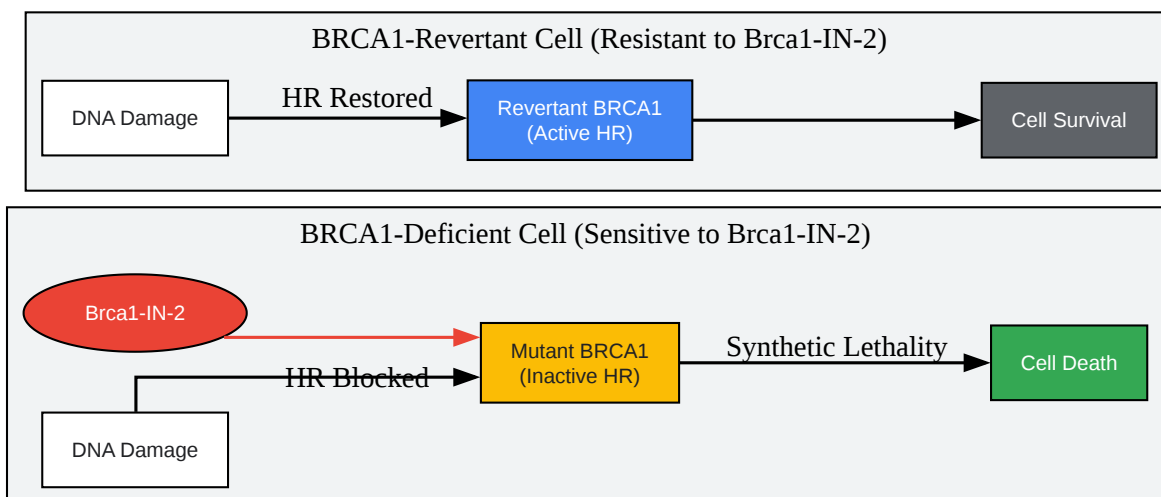 BRCA1-Revertant Cell (Resistant to Brca1-IN-2)
DNA Damage
HR Restored
Revertant BRCA1
(Active HR)
Cell Survival
BRCA1-Deficient Cell (Sensitive to Brca1-IN-2)
Brca1-IN-2
HR Blocked
Mutant BRCA1
(Inactive HR)
Synthetic Lethality
Cell Death
DNA Damage